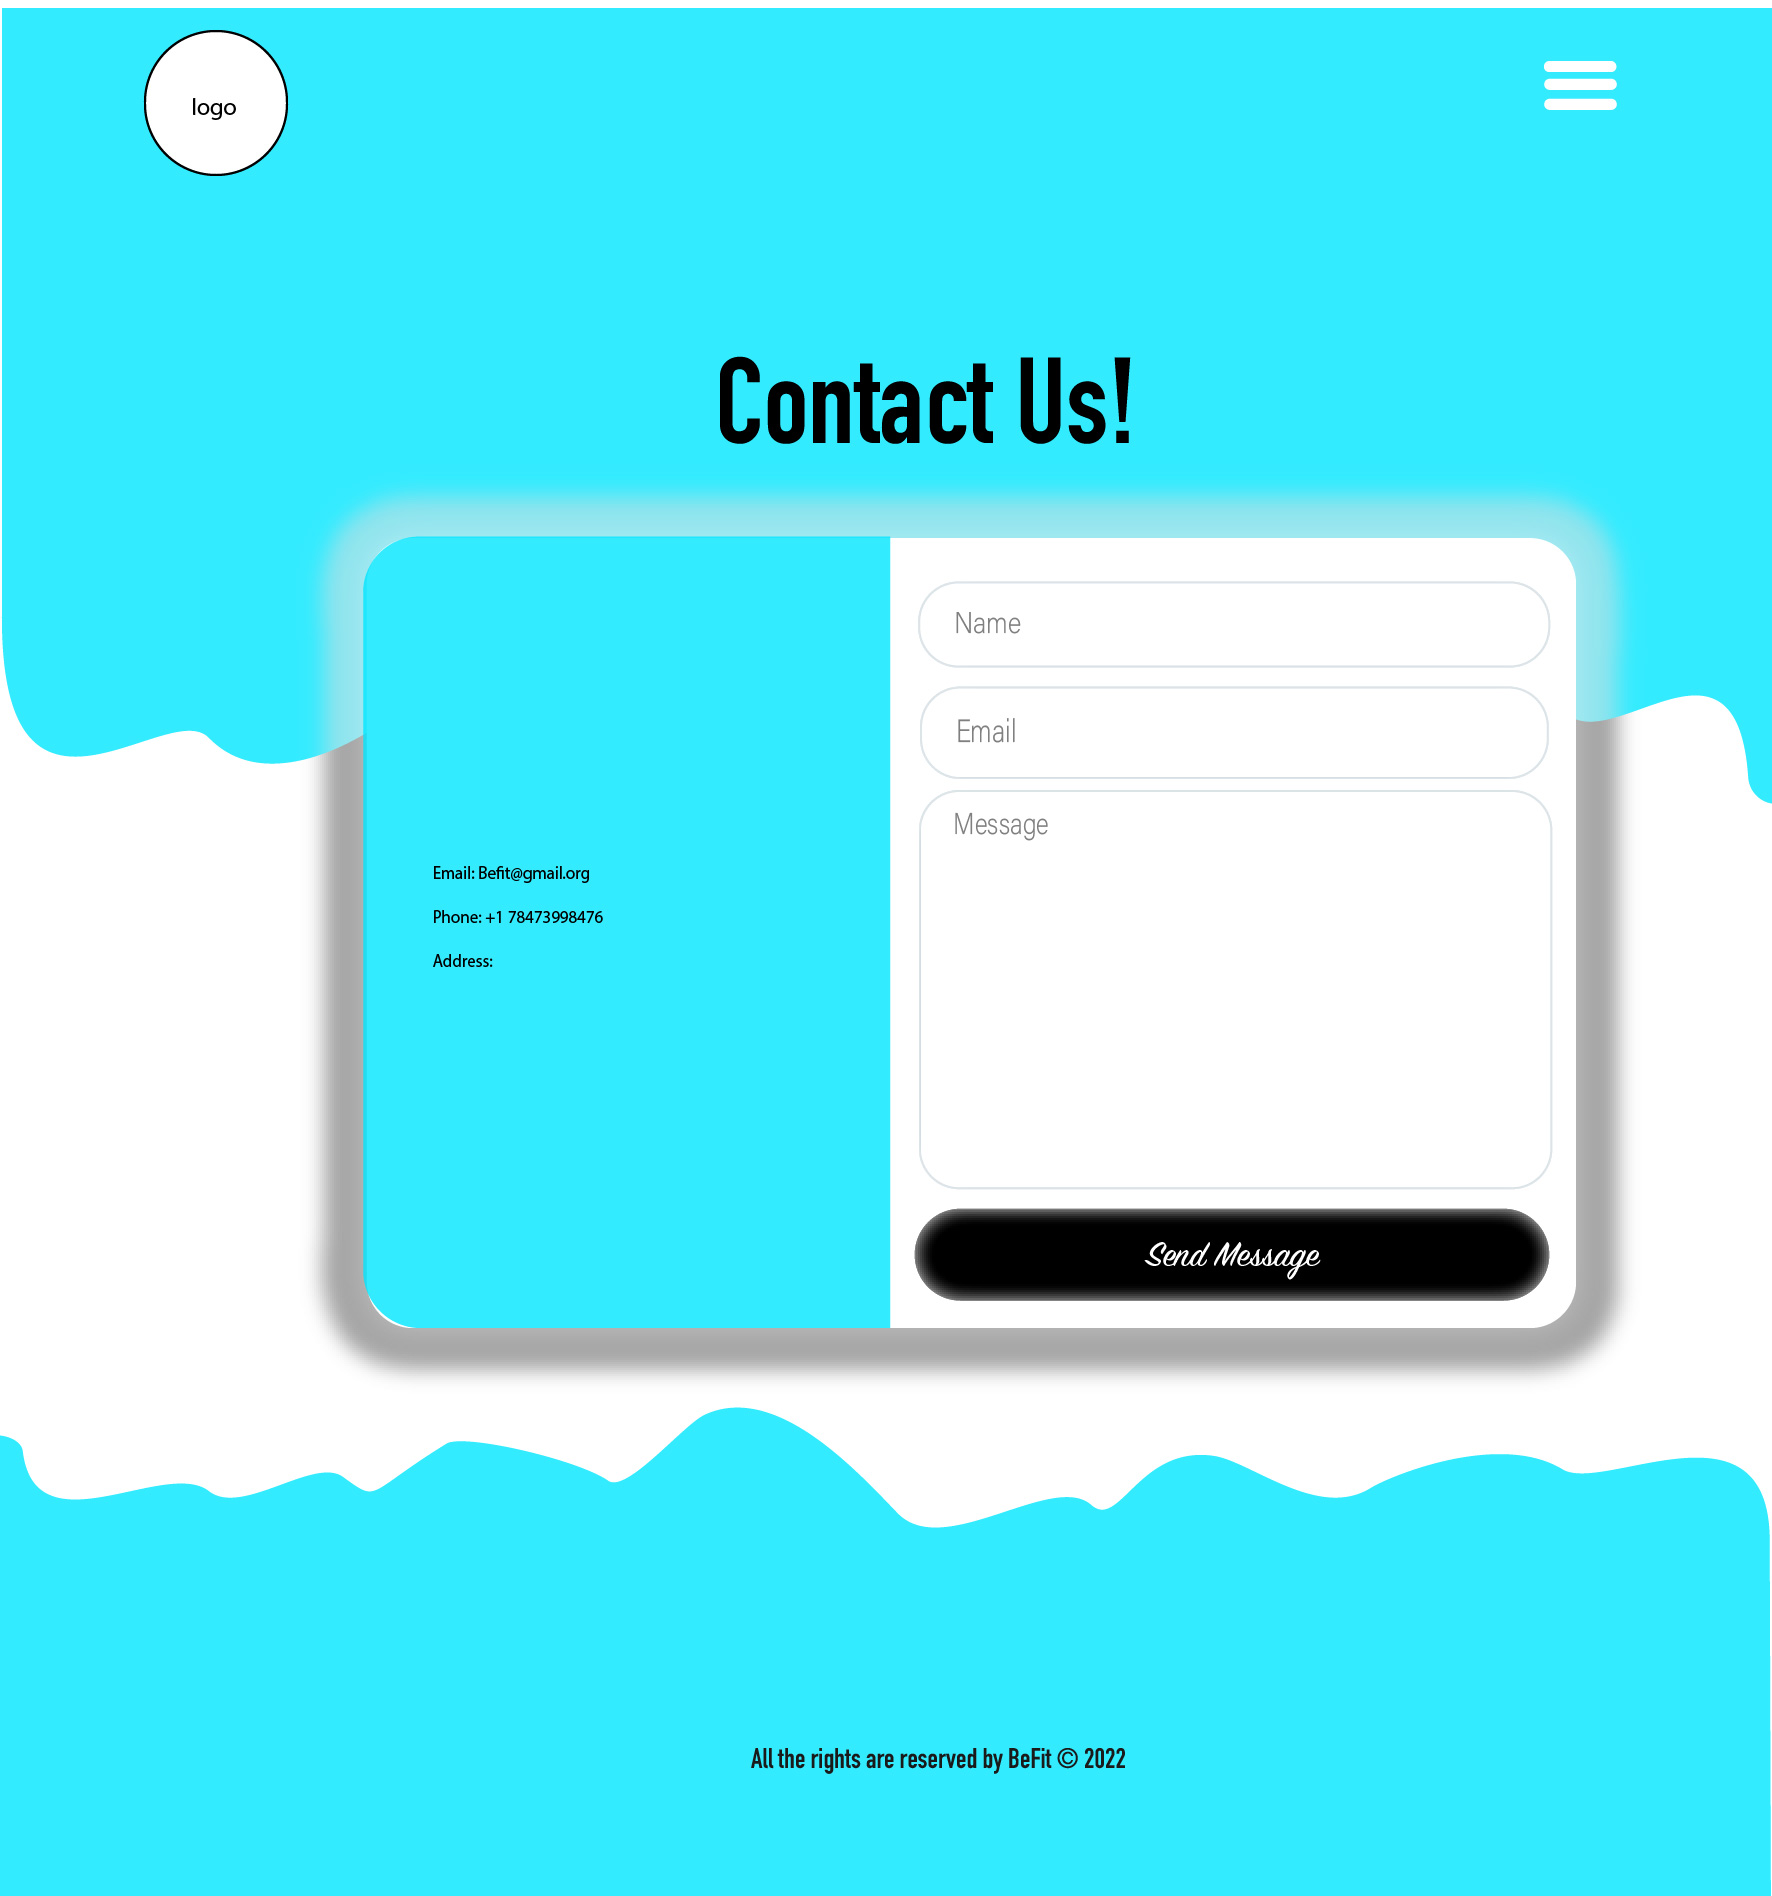 logo
Contact Us!
Name
Email
Message
Email: Befit@gmail.org
Phone: +1 78473998476
Address:
Send Message
All the rights are reserved by BeFit © 2022